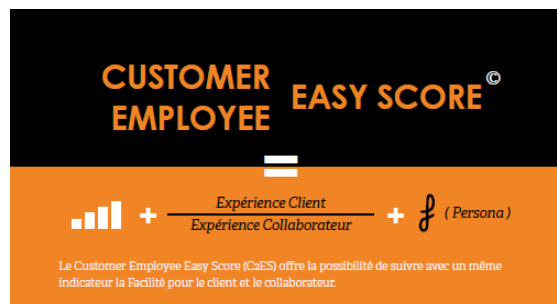 CUSTOMER
EMPLOYEE
EASY SCORE ©
=
+ Expérience Client
Expérience Collaborateur
+ ƒ (Persona)
Le Customer Employee Easy Score (C2ES) offre la possibilité de suivre avec un même
indicateur la Facilité pour le client et le collaborateur.